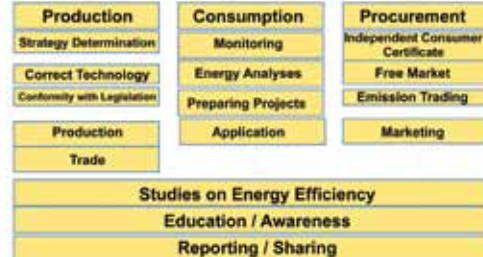 Production
Strategy Determination
Correct Technology
Conformity with Legislation
Production
Trade
Consumption
Monitoring
Energy Analyses
Preparing Projects
Application
Procurement
Independent Consumer
Certificate
Free Market
Emission Trading
Marketing
Studies on Energy Efficiency
Education / Awareness
Reporting / Sharing